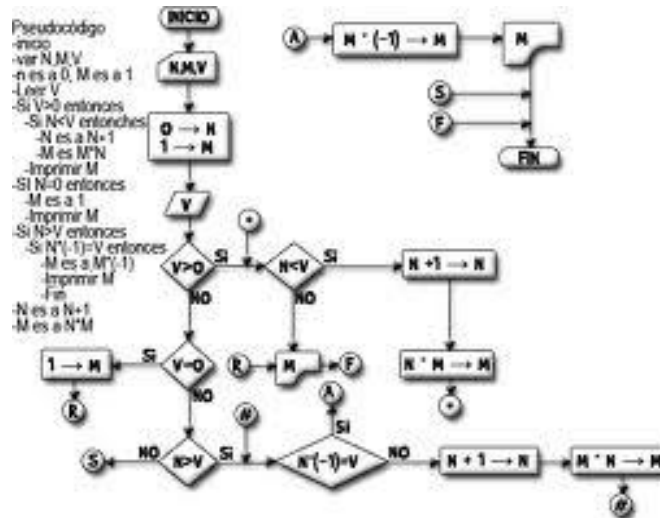 Pseudocódigo
-inicio
-var N,M,V
-n es a 0, M es a 1
-Leer V
-Si V>0 entonces
-Si N<V entonches
-N es a N+1
-M es M*N
-Imprimir M
-SI N=0 entonces
-M es a 1
-Imprimir M
-Si N>V entonces
-Si N*(-1)=V entonces
-M es a M*(-1)
-Imprimir M
-Fin
-N es a N+1
-M es a N*M
INICIO
N,M,V
0 → N
1 → M
V
V>0
Si
NO
*
N<V
Si
NO
N +1 → N
N * M → M
*
R
M
F
V=0
Si
NO
1 → M
R
N>V
NO
Si
S
//
N*(-1)=V
Si
A
NO
N + 1 → N
M * N → M
//
A
M * (-1) → M
M
S
F
FIN